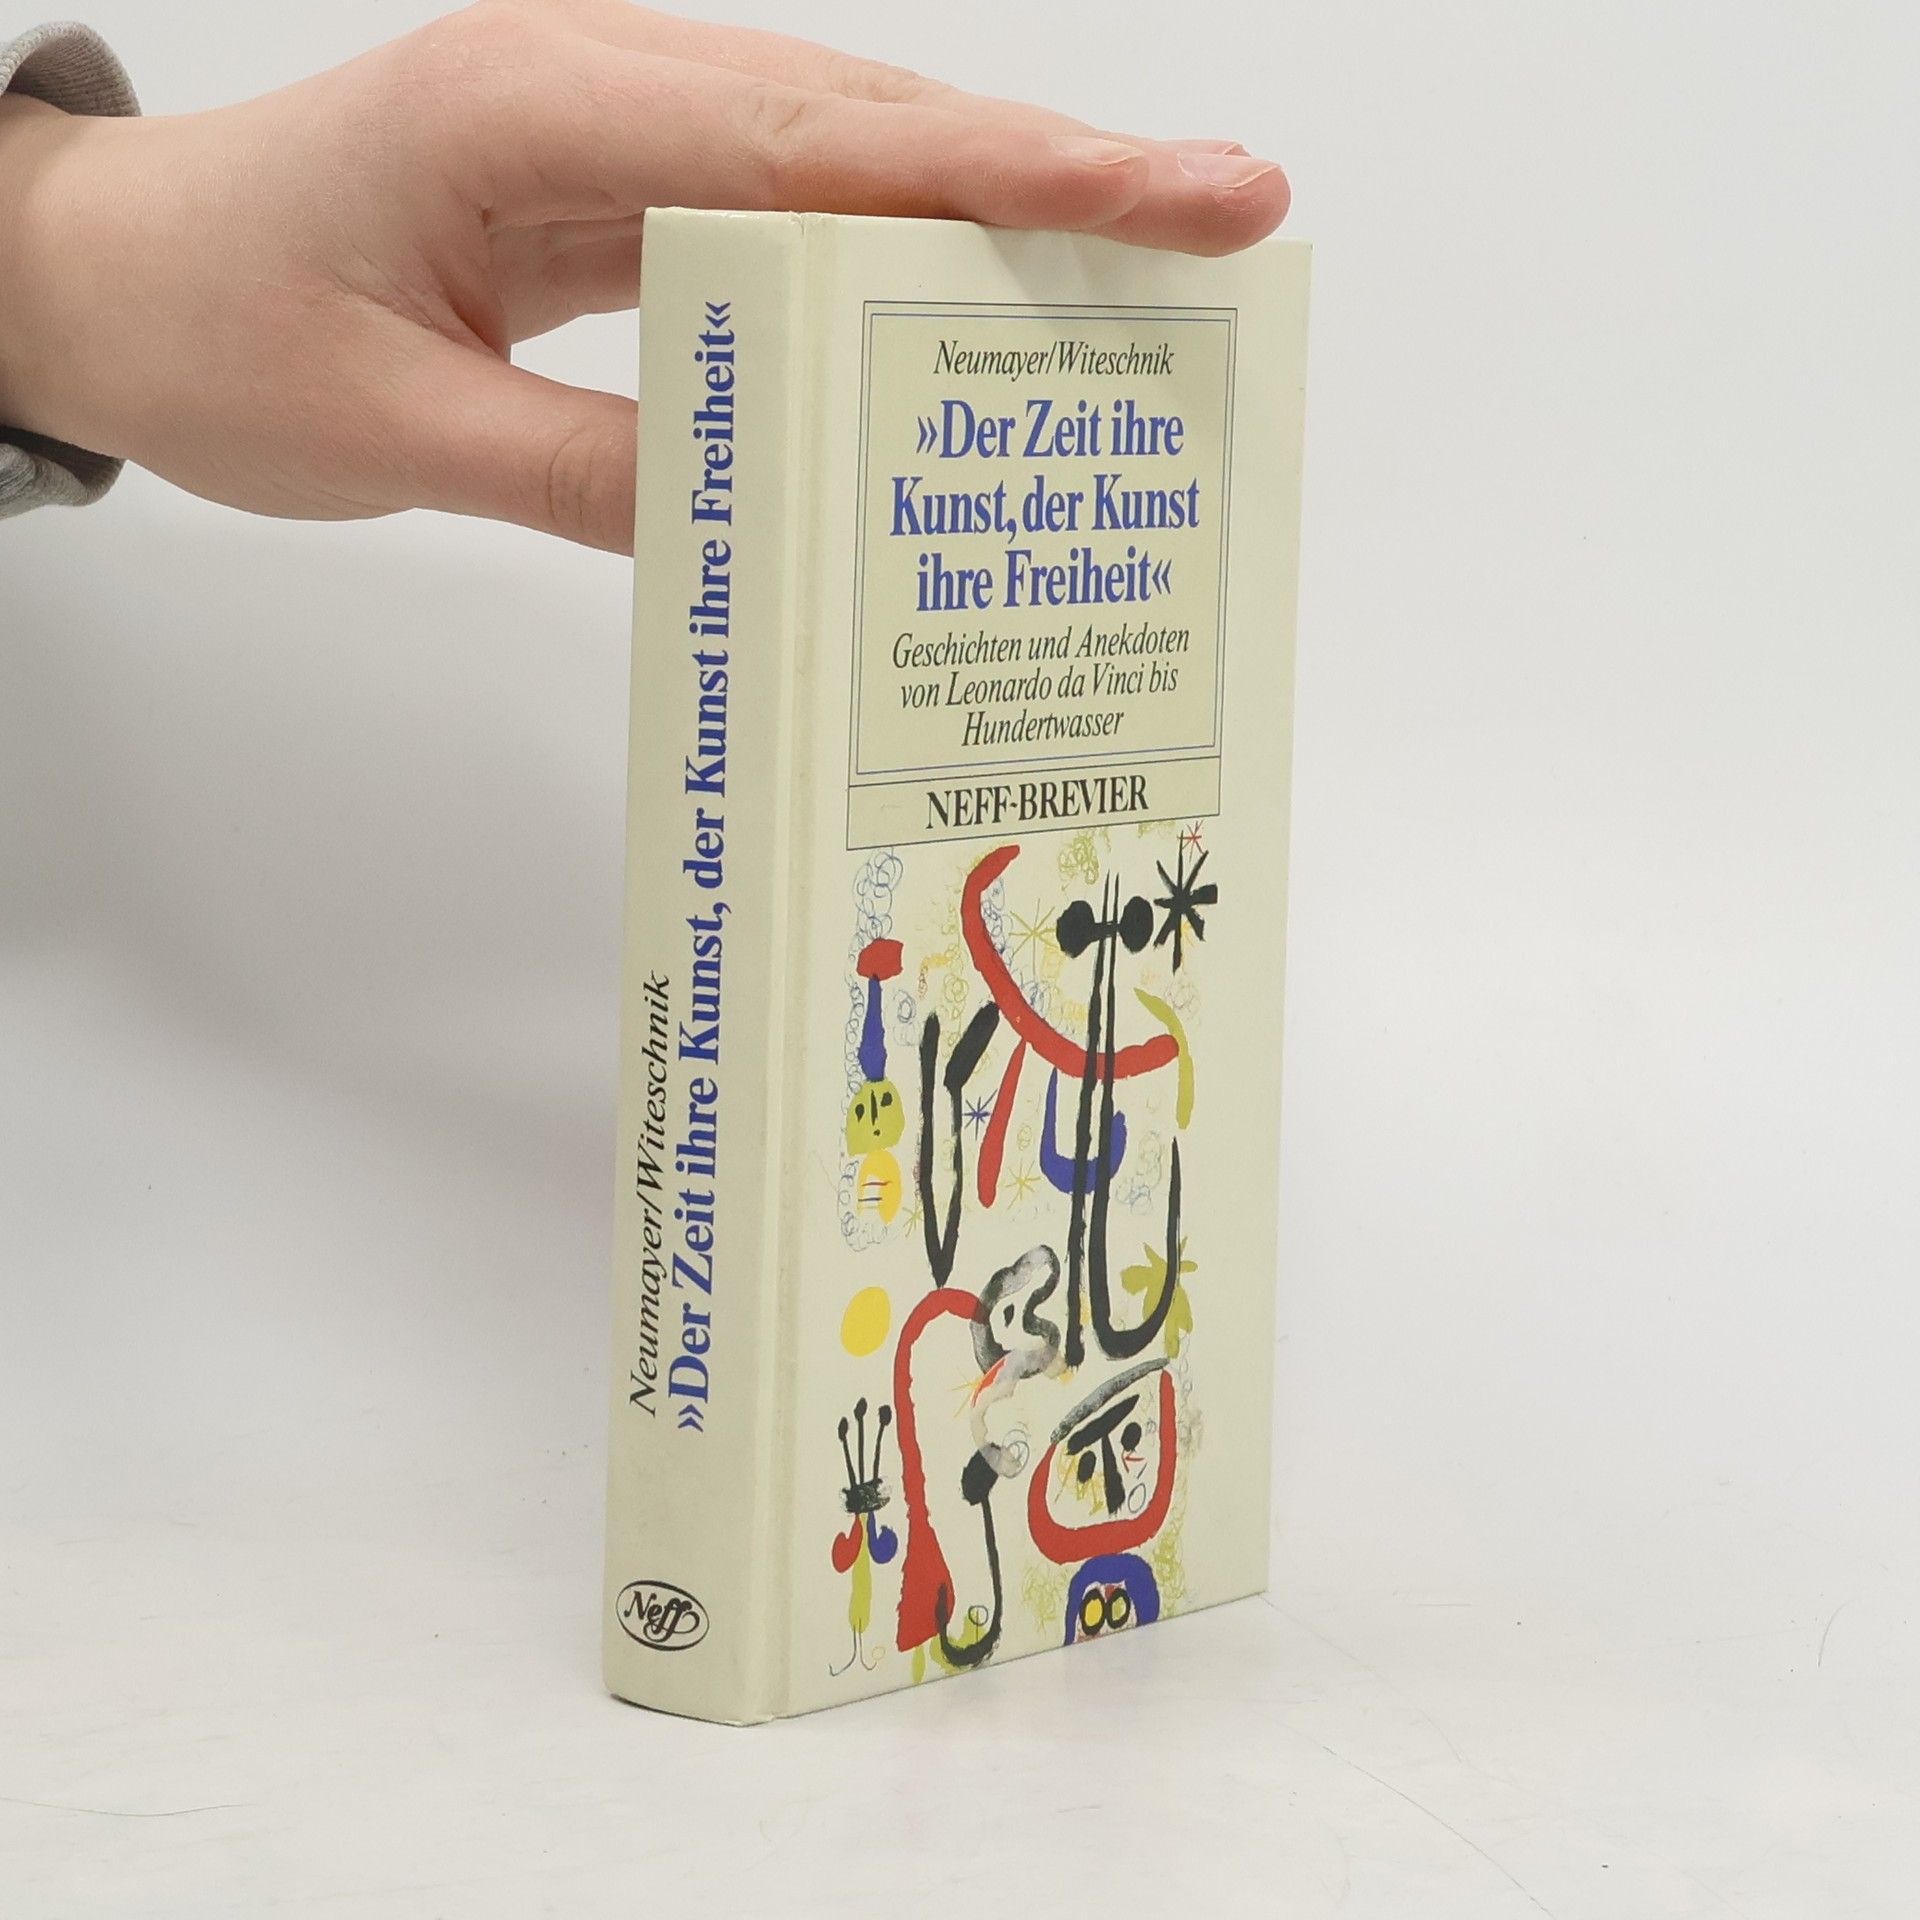 Neumayer/Witeschnik
»Der Zeit ihre Kunst, der Kunst ihre Freiheit«
Neff
Neumayer/Witeschnik
»Der Zeit ihre
Kunst, der Kunst
ihre Freiheit«
Geschichten und Anekdoten
von Leonardo da Vinci bis
Hundertwasser
NEFF-BREVIER